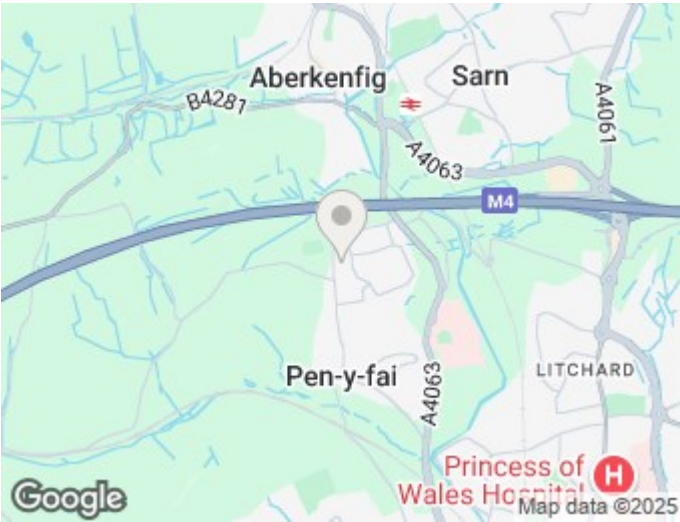 Aberkenfig
Sarn
B4281
A4061
A4063
M4
Pen-y-fai
A4063
LITCHARD
Princess of
Wales Hospital
H
Google
Map data ©2025